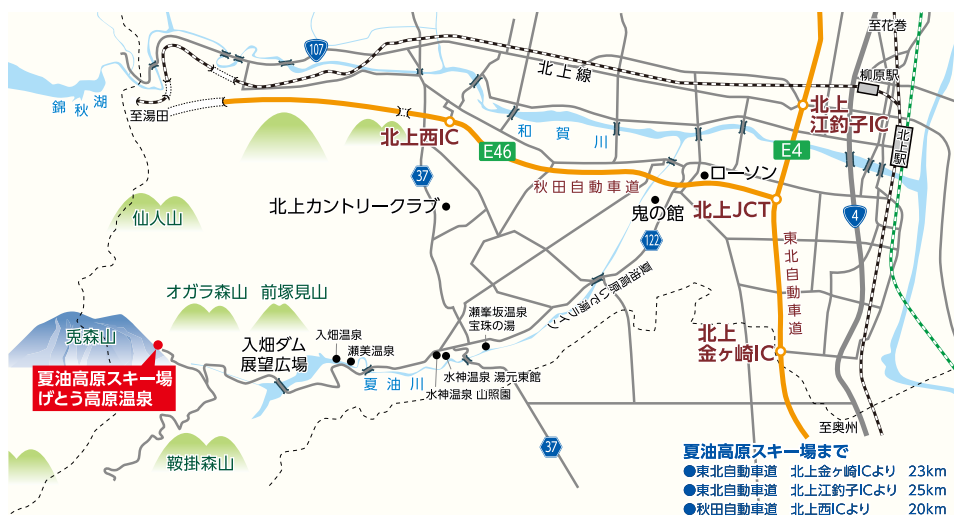 至花巻
107
北上線
柳原駅
錦秋湖
至湯田
北上西IC
和賀川
北上
江釣子IC
北上駅
E46
E4
37
秋田自動車道
ローソン
仙人山
北上カントリークラブ
鬼の館
北上JCT
4
122
東北自動車道
夏油高原いで湯ライン
オガラ森山
前塚見山
瀬峯坂温泉
宝珠の湯
兎森山
入畑ダム
展望広場
入畑温泉
瀬美温泉
北上
金ヶ崎IC
夏油高原スキー場
げとう高原温泉
夏油川
水神温泉 湯元東館
水神温泉 山照園
鞍掛森山
37
至奥州
夏油高原スキー場まで
●東北自動車道 北上金ヶ崎ICより 23km
●東北自動車道 北上江釣子ICより 25km
●秋田自動車道 北上西ICより 20km